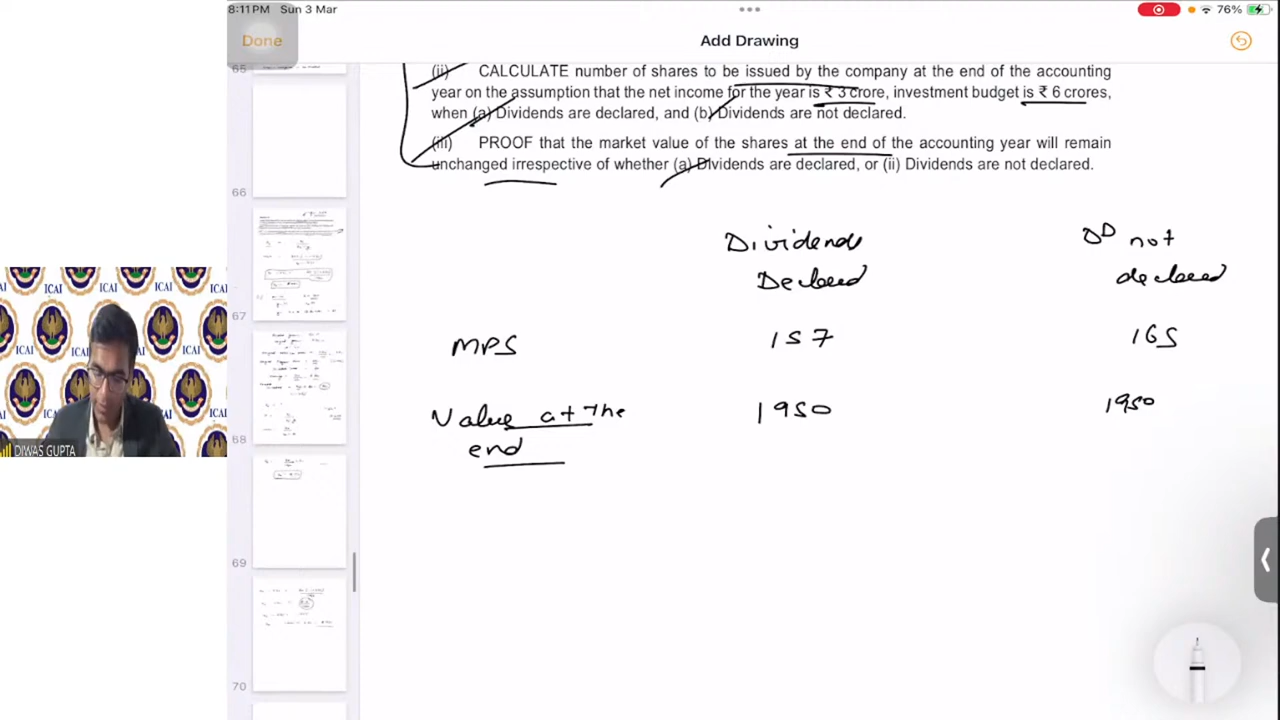 8:11 PM Sun 3 Mar
76%
Done
Add Drawing
(ii) CALCULATE number of shares to be issued by the company at the end of the accounting
year on the assumption that the net income for the year is ₹ 3 crore, investment budget is ₹ 6 crores,
when (a) Dividends are declared, and (b) Dividends are not declared.
(iii) PROOF that the market value of the shares at the end of the accounting year will remain
unchanged irrespective of whether (a) Dividends are declared, or (ii) Dividends are not declared.
Dividends
Declared
not
declared
MPS 157 165
Value at the
end
1950 1950
65
66
67
68
69
70
ICAI
ICAI
ICAI
DIWAS GUPTA